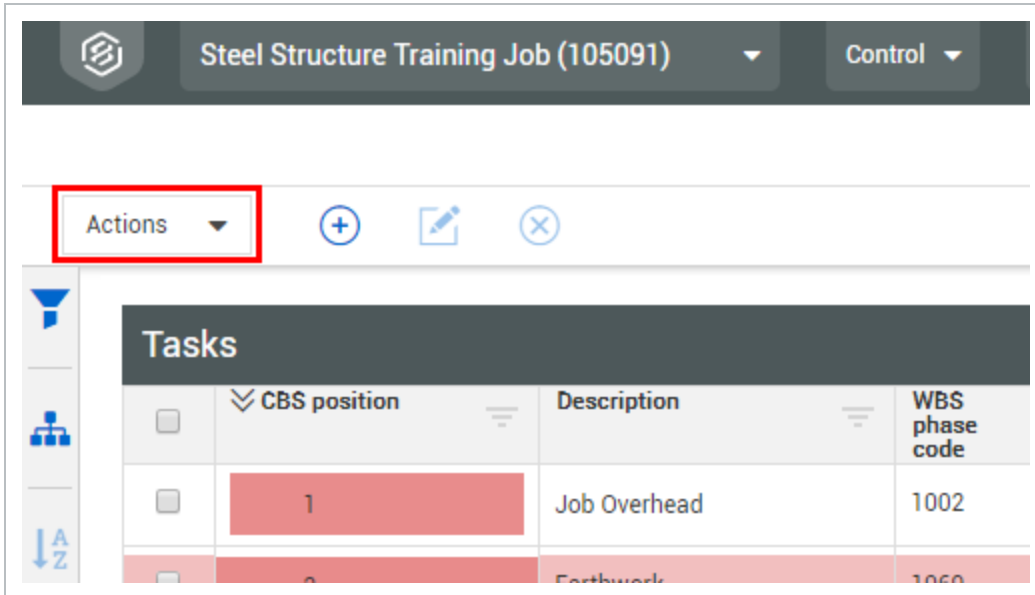 Steel Structure Training Job (105091)
Control
Actions
Tasks
CBS position
Description
WBS
phase
code
1
Job Overhead
1002
A
Z